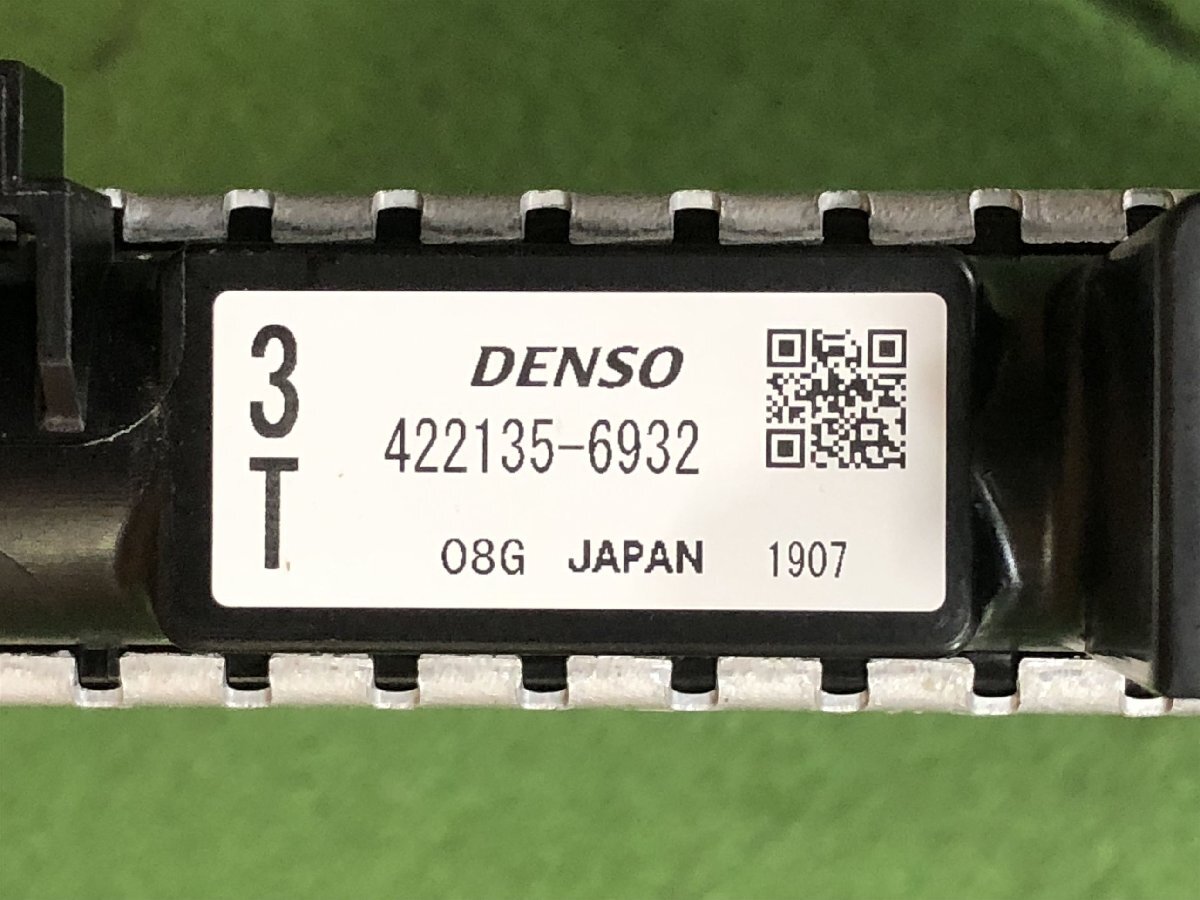 3
T
DENSO
422135-6932
08G JAPAN 1907